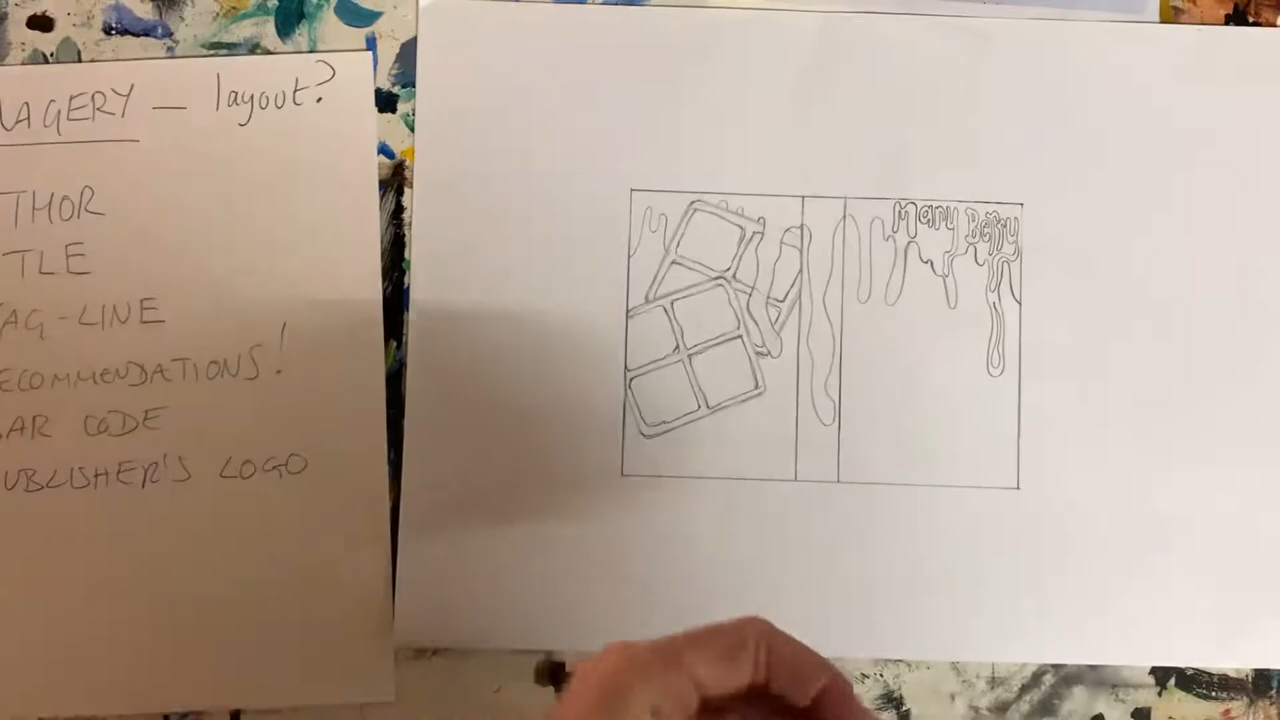 AGERY — layout?
THOR
TLE
AG-LINE
ECOMMENDATIONS!
AR CODE
UBLISHER'S LOGO
Mary Berry